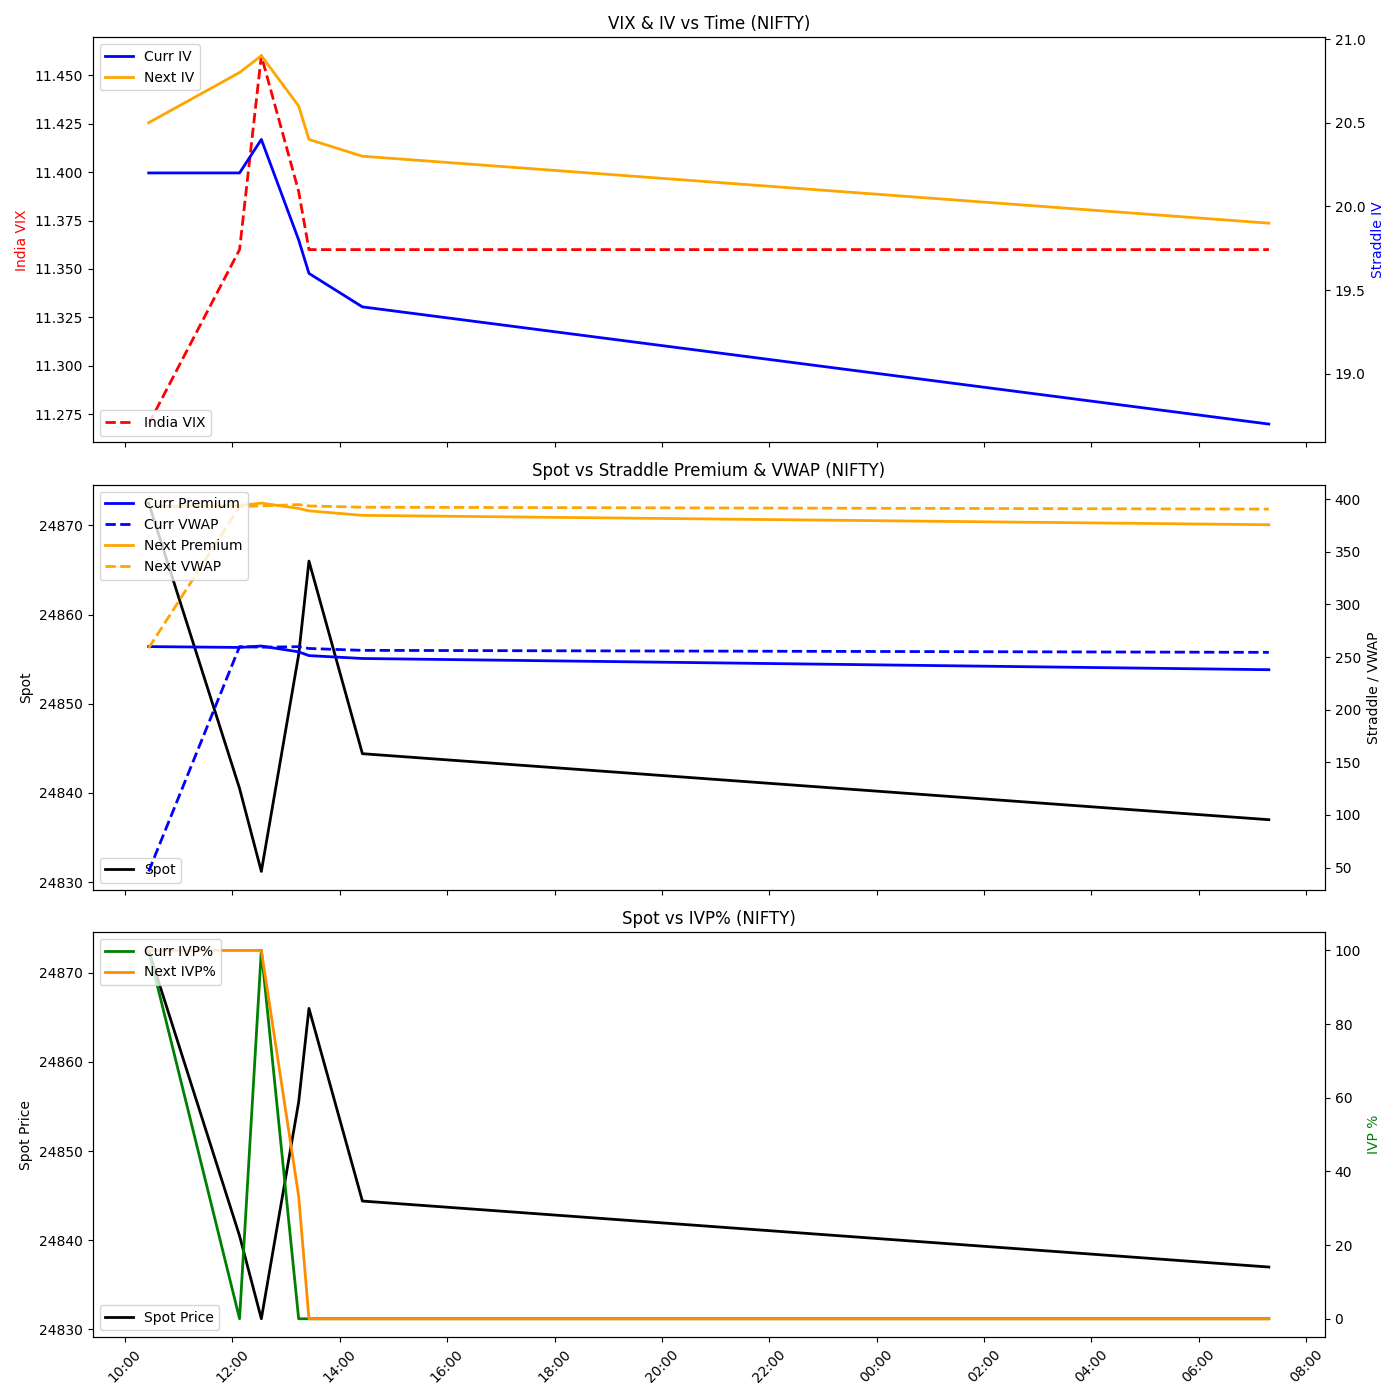 VIX & IV vs Time (NIFTY)
Curr IV
Next IV
India VIX
11.450
11.425
11.400
11.375
11.350
11.325
11.300
11.275
India VIX
21.0
20.5
20.0
19.5
19.0
Straddle IV
Spot vs Straddle Premium & VWAP (NIFTY)
Curr Premium
Curr VWAP
Next Premium
Next VWAP
Spot
24870
24860
24850
24840
24830
Spot
400
350
300
250
200
150
100
50
Straddle / VWAP
Spot vs IVP% (NIFTY)
Curr IVP%
Next IVP%
Spot Price
24870
24860
24850
24840
24830
Spot Price
100
80
60
40
20
0
IVP %
10:00
12:00
14:00
16:00
18:00
20:00
22:00
00:00
02:00
04:00
06:00
08:00